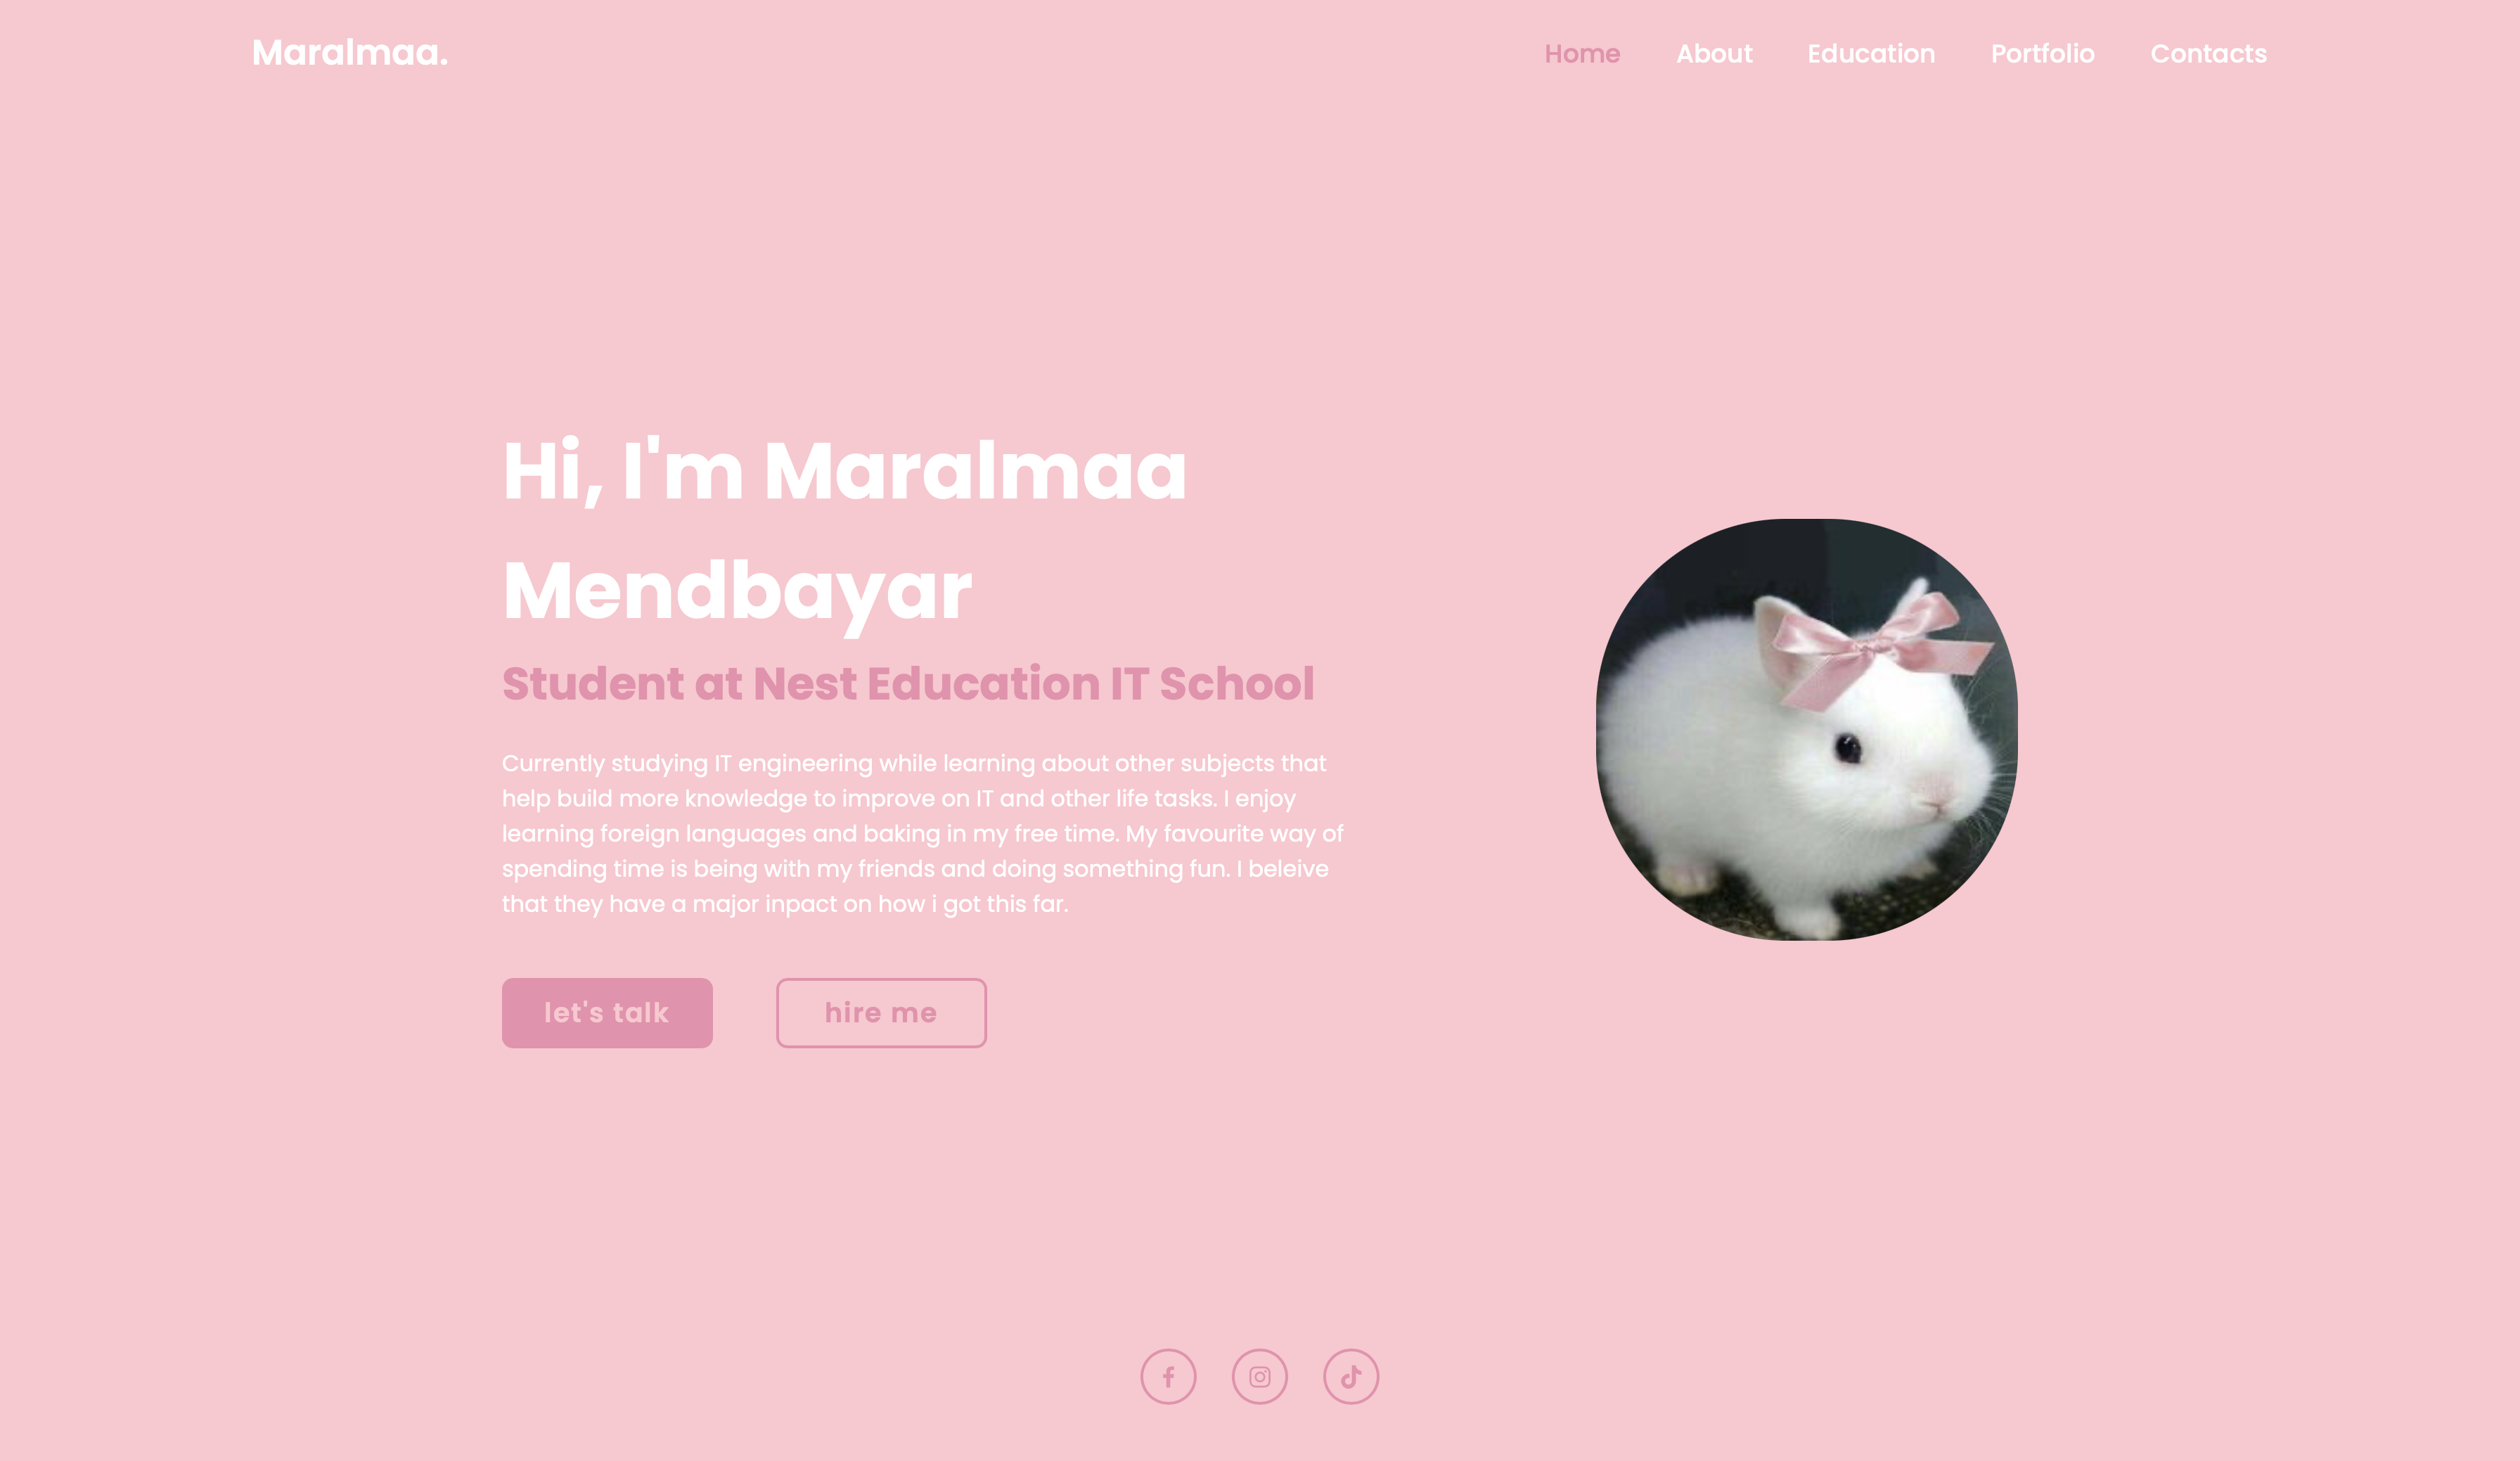 Maralmaa.
Home
About
Education
Portfolio
Contacts
Hi, I'm Maralmaa
Mendbayar
Student at Nest Education IT School
Currently studying IT engineering while learning about other subjects that
help build more knowledge to improve on IT and other life tasks. I enjoy
learning foreign languages and baking in my free time. My favourite way of
spending time is being with my friends and doing something fun. I beleive
that they have a major inpact on how i got this far.
let's talk
hire me